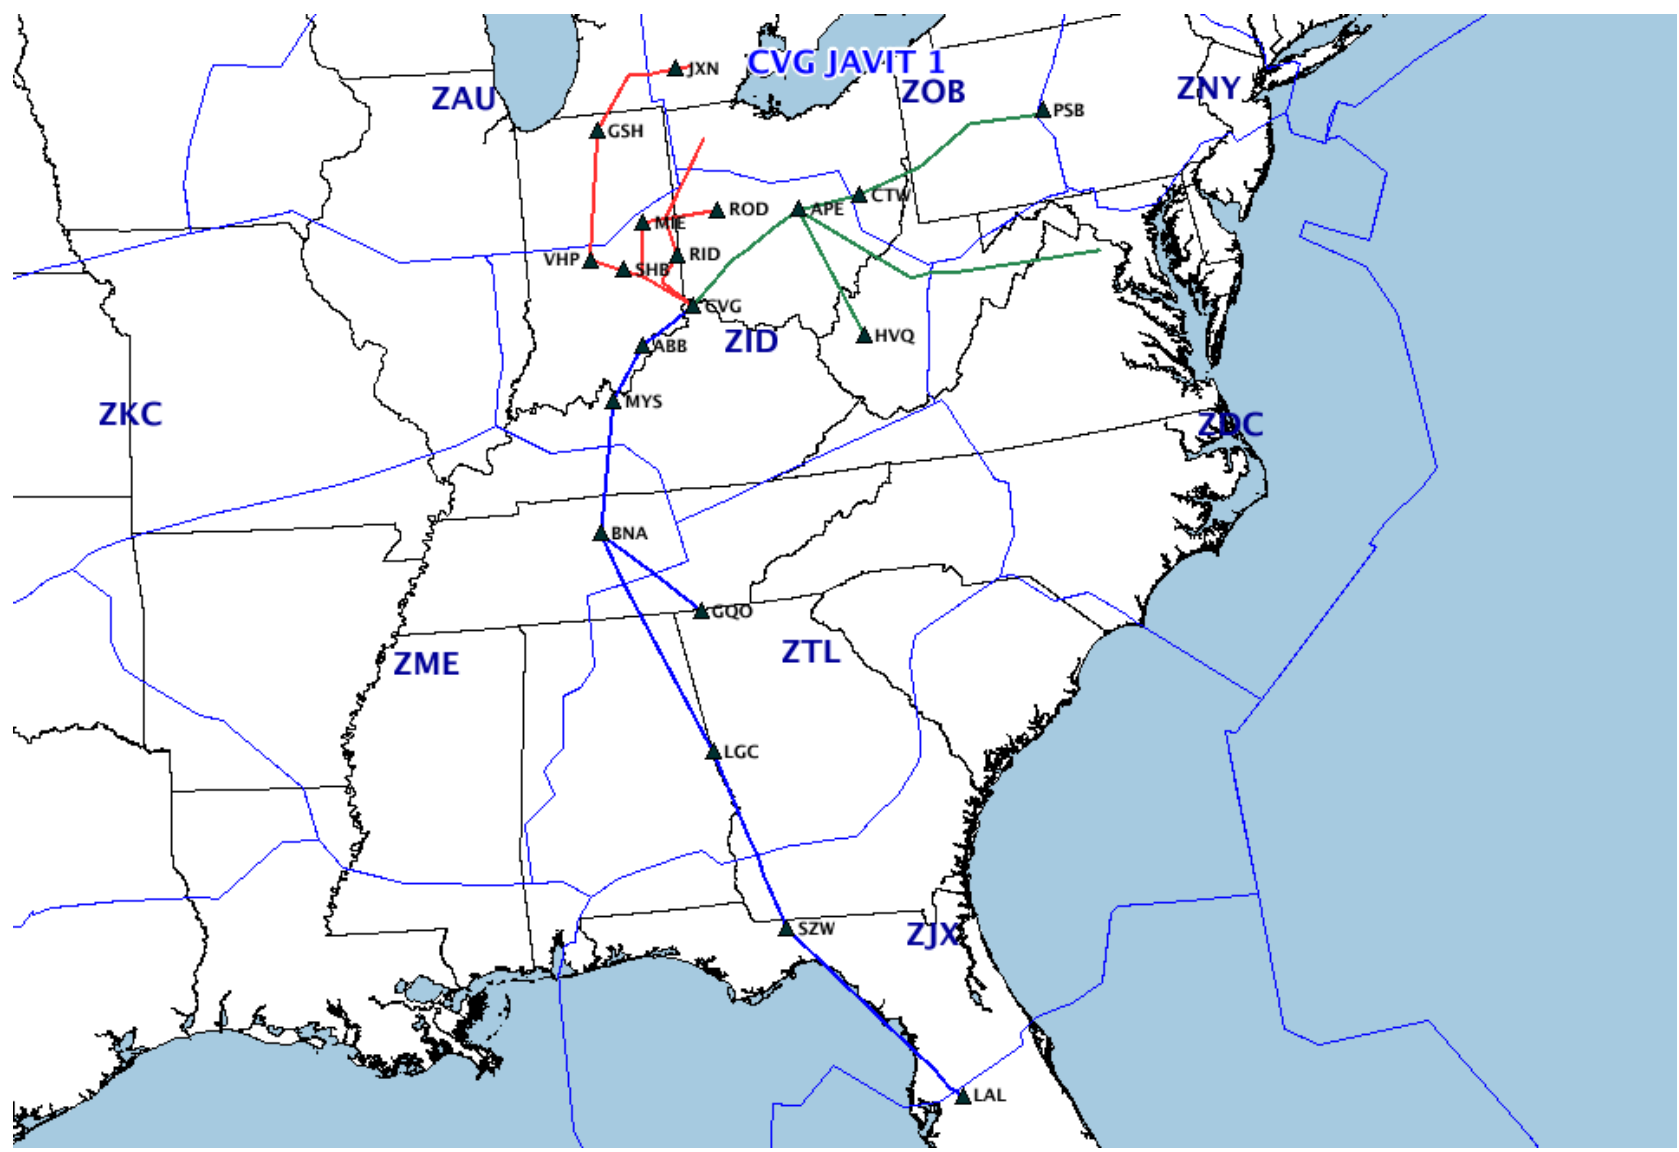 JXN
CVG JAVIT 1
ZAU
ZOB
ZNY
PSB
GSH
CTW
ROD
APE
MIE
RID
VHP
SHB
CVG
HVQ
ZID
ABB
MYS
ZKC
ZDC
BNA
GQO
ZTL
ZME
LGC
SZW
ZJX
LAL